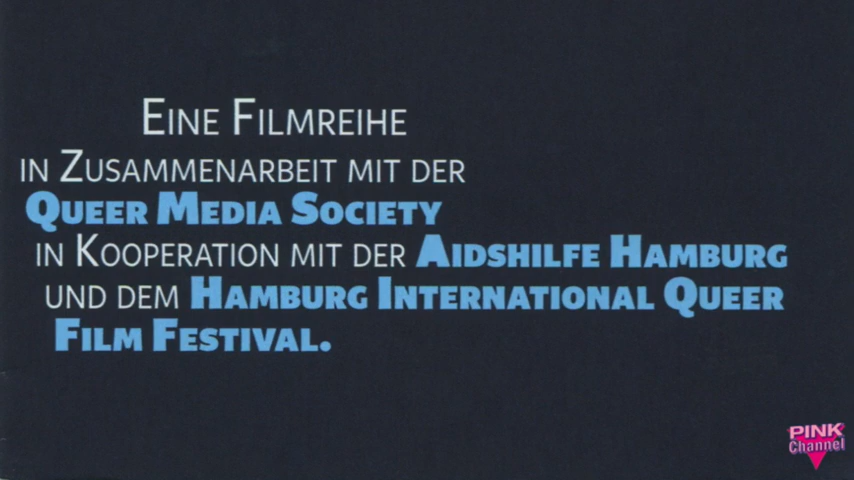 Eine Filmreihe
in Zusammenarbeit mit der
Queer Media Society
in Kooperation mit der Aidshilfe Hamburg
und dem Hamburg International Queer
Film Festival.
PINK
Channel